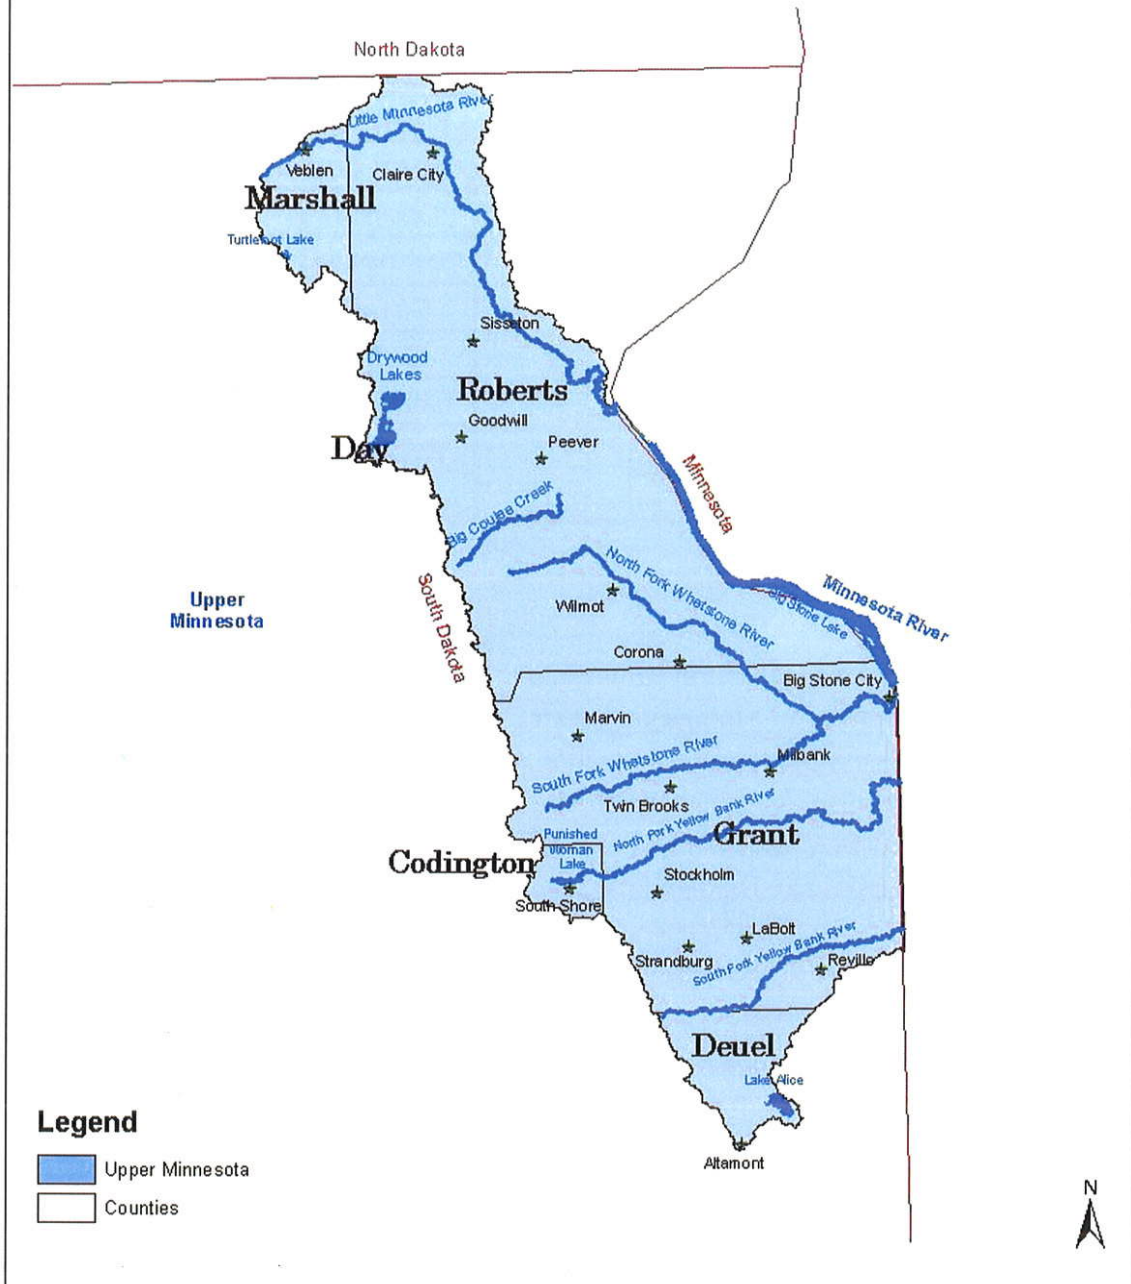 North Dakota
Little Minnesota River
Veblen
Claire City
Marshall
Turtlefoot Lake
Sisseton
Drywood
Lakes
Roberts
Goodwill
Day
Peever
Minnesota
Big Coulee Creek
North Fork Whetstone River
South Dakota
Upper
Minnesota
Wilmot
Big Stone Lake
Minnesota River
Corona
Big Stone City
Marvin
South Fork Whetstone River
Milbank
Twin Brooks
North Fork Yellow Bank River
Grant
Punished
Woman
Lake
Codington
Stockholm
South Shore
LaBolt
Strandburg
South Fork Yellow Bank River
Reville
Deuel
Lake Alice
Altamont
Legend
Upper Minnesota
Counties
N